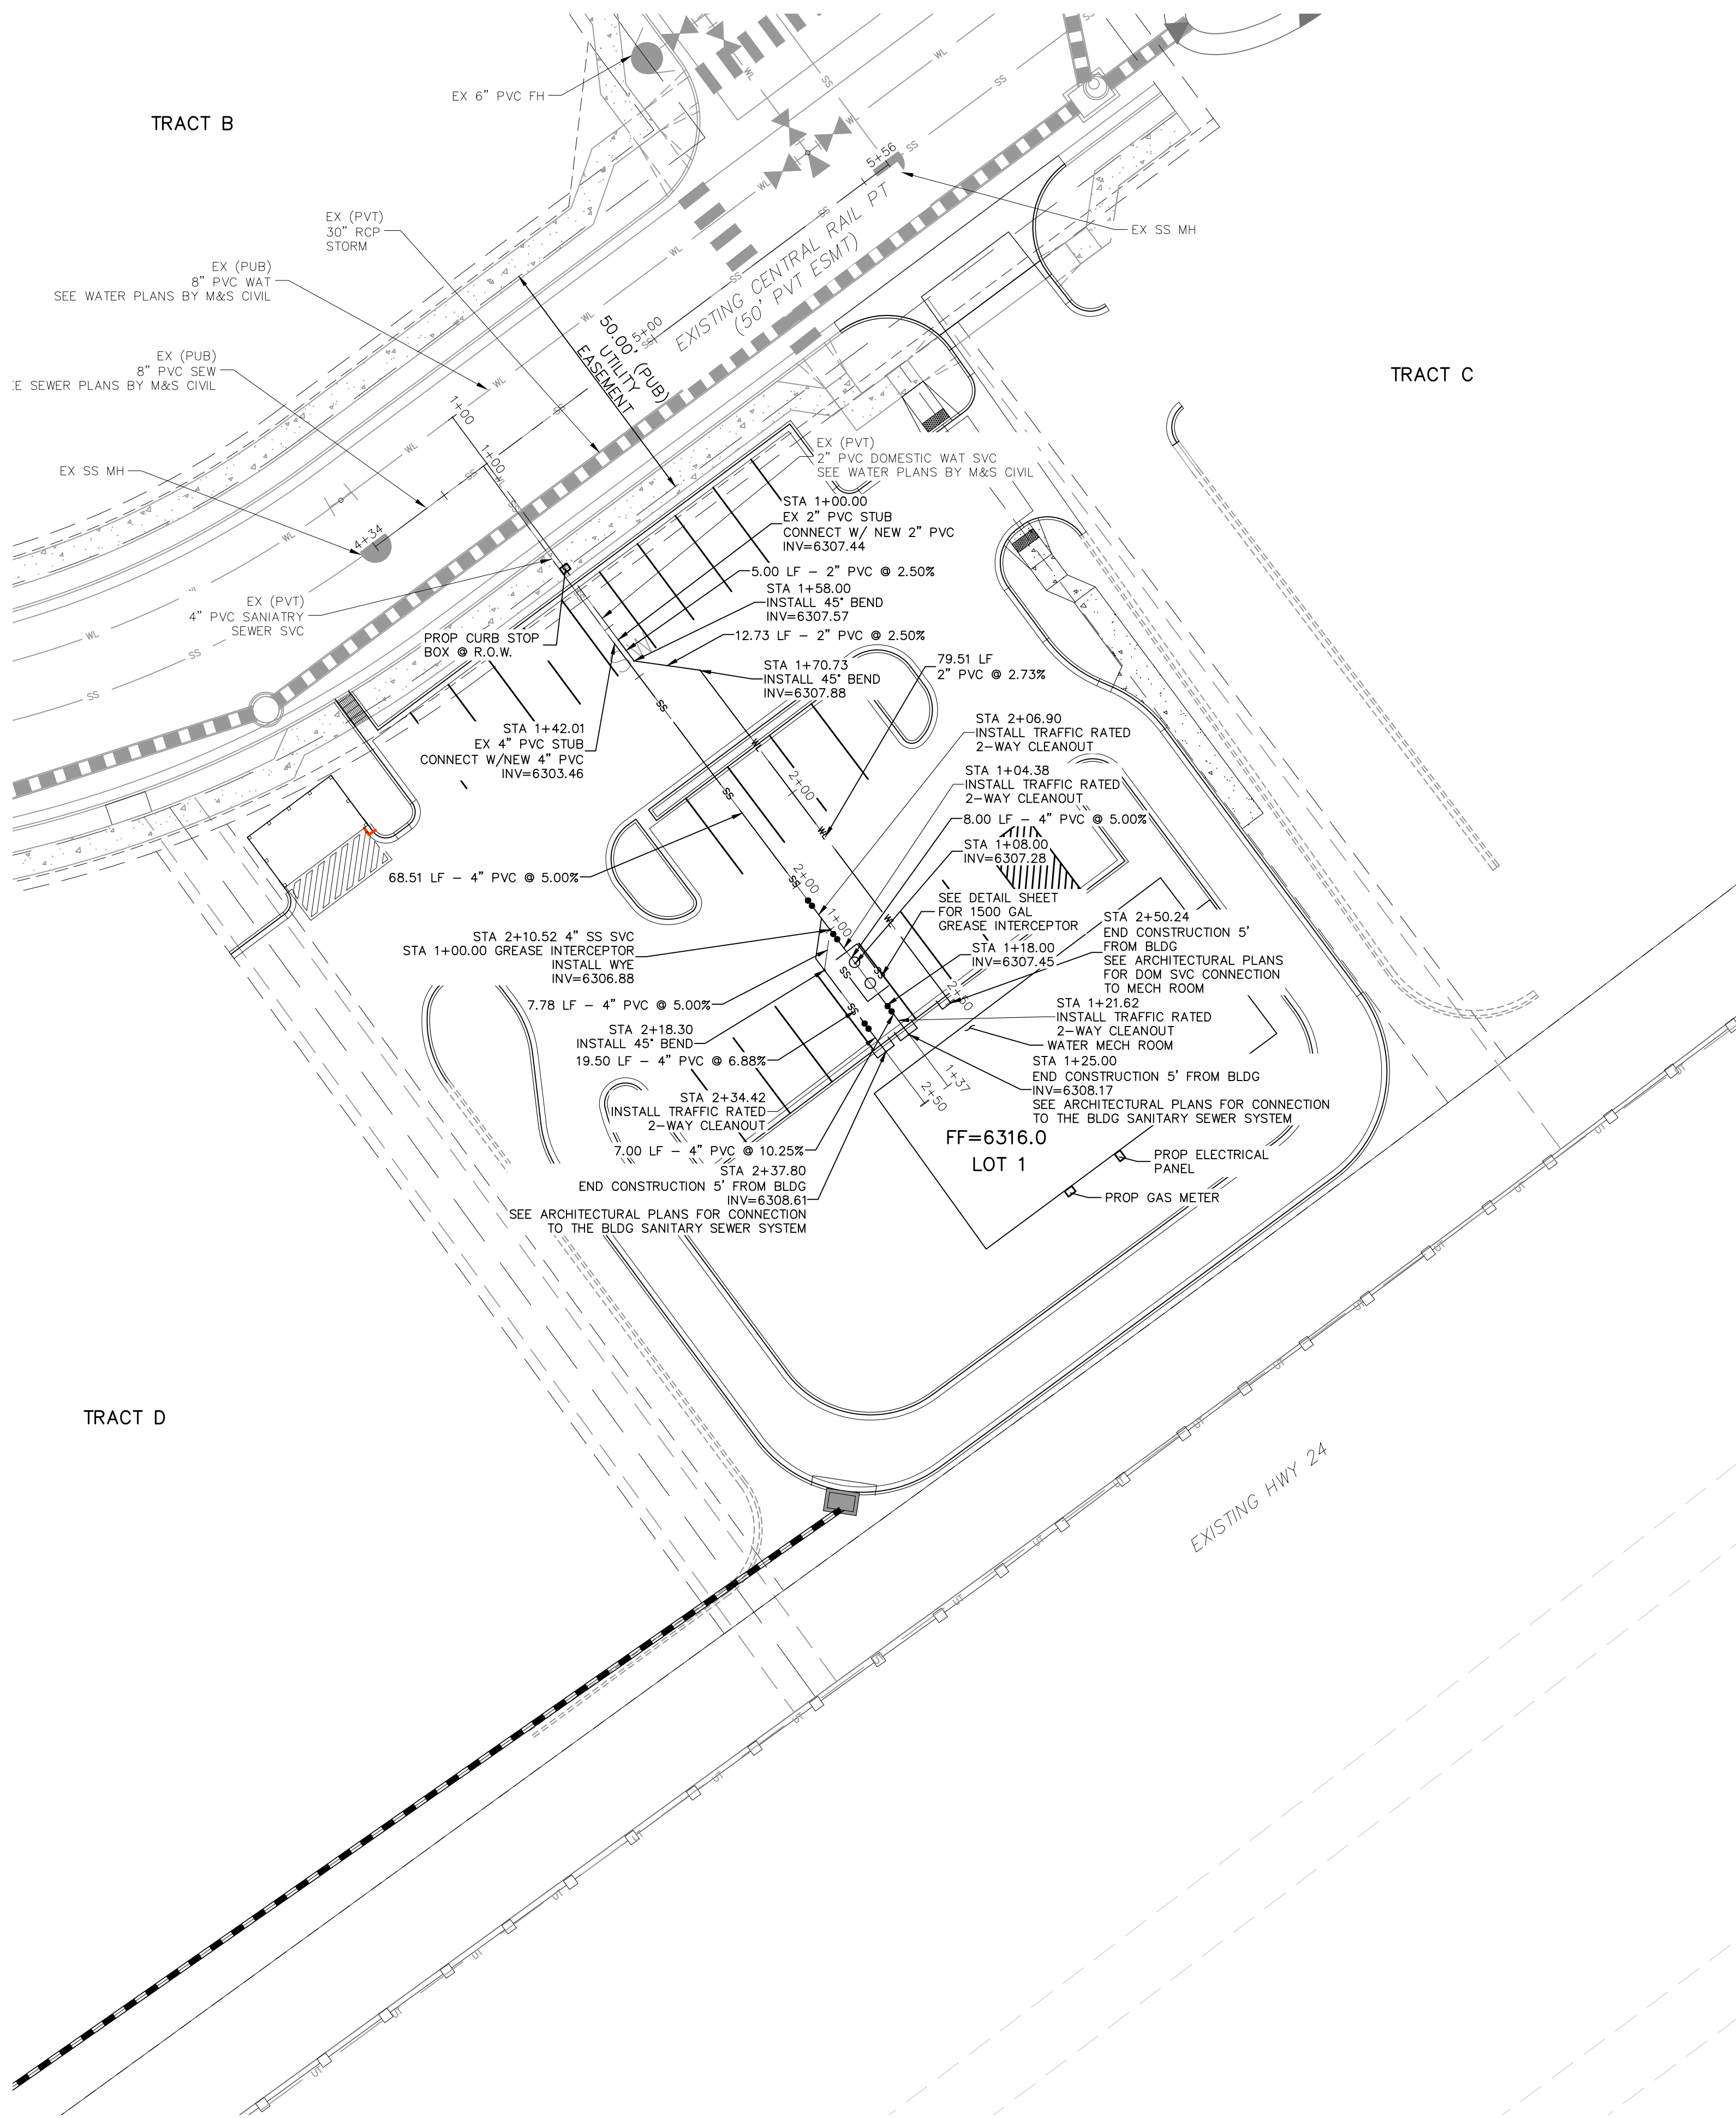 TRACT B
EX 6" PVC FH
EX (PVT)
30" RCP
STORM
EX (PUB)
8" PVC WAT
SEE WATER PLANS BY M&S CIVIL
EX (PUB)
8" PVC SEW
E SEWER PLANS BY M&S CIVIL
EX SS MH
4+34
1+00
1+00
5+00
5+56
EX SS MH
EXISTING CENTRAL RAIL PT
(50' PVT ESMT)
50.00' (PUB)
UTILITY
EASEMENT
TRACT C
EX (PVT)
2" PVC DOMESTIC WAT SVC
SEE WATER PLANS BY M&S CIVIL
STA 1+00.00
EX 2" PVC STUB
CONNECT W/ NEW 2" PVC
INV=6307.44
5.00 LF - 2" PVC @ 2.50%
STA 1+58.00
INSTALL 45° BEND
INV=6307.57
12.73 LF - 2" PVC @ 2.50%
STA 1+70.73
INSTALL 45° BEND
INV=6307.88
79.51 LF
2" PVC @ 2.73%
EX (PVT)
4" PVC SANIATRY
SEWER SVC
PROP CURB STOP
BOX @ R.O.W.
STA 1+42.01
EX 4" PVC STUB
CONNECT W/NEW 4" PVC
INV=6303.46
STA 2+06.90
INSTALL TRAFFIC RATED
2-WAY CLEANOUT
STA 1+04.38
INSTALL TRAFFIC RATED
2-WAY CLEANOUT
8.00 LF - 4" PVC @ 5.00%
STA 1+08.00
INV=6307.28
SEE DETAIL SHEET
FOR 1500 GAL
GREASE INTERCEPTOR
STA 1+18.00
INV=6307.45
STA 2+50.24
END CONSTRUCTION 5'
FROM BLDG
SEE ARCHITECTURAL PLANS
FOR DOM SVC CONNECTION
TO MECH ROOM
STA 1+21.62
INSTALL TRAFFIC RATED
2-WAY CLEANOUT
WATER MECH ROOM
STA 1+25.00
END CONSTRUCTION 5' FROM BLDG
INV=6308.17
SEE ARCHITECTURAL PLANS FOR CONNECTION
TO THE BLDG SANITARY SEWER SYSTEM
2+00
2+00
1+00
2+50
1+37
2+50
68.51 LF - 4" PVC @ 5.00%
STA 2+10.52 4" SS SVC
STA 1+00.00 GREASE INTERCEPTOR
INSTALL WYE
INV=6306.88
7.78 LF - 4" PVC @ 5.00%
STA 2+18.30
INSTALL 45° BEND
19.50 LF - 4" PVC @ 6.88%
STA 2+34.42
INSTALL TRAFFIC RATED
2-WAY CLEANOUT
7.00 LF - 4" PVC @ 10.25%
STA 2+37.80
END CONSTRUCTION 5' FROM BLDG
INV=6308.61
SEE ARCHITECTURAL PLANS FOR CONNECTION
TO THE BLDG SANITARY SEWER SYSTEM
FF=6316.0
LOT 1
PROP ELECTRICAL
PANEL
PROP GAS METER
TRACT D
EXISTING HWY 24